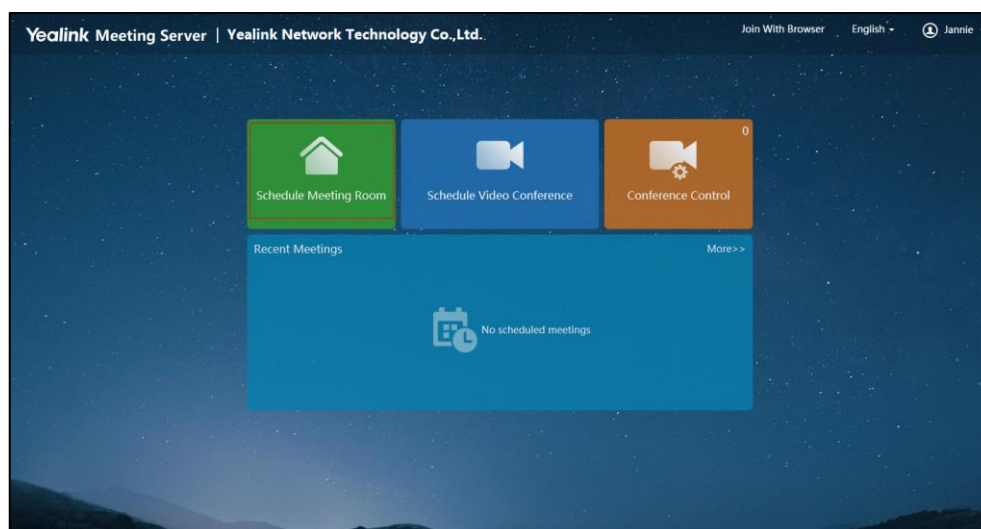 Yealink Meeting Server | Yealink Network Technology Co.,Ltd.
Join With Browser English Jannie
0
Schedule Meeting Room Schedule Video Conference Conference Control
Recent Meetings More>>
No scheduled meetings